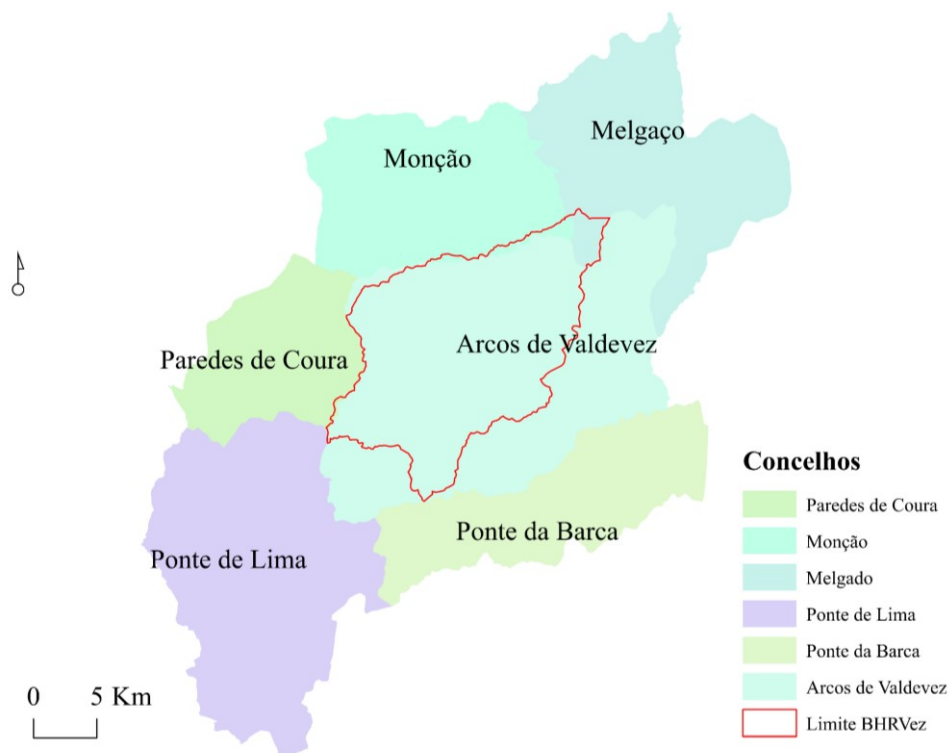 Melgaço
Monção
Arcos de Valdevez
Paredes de Coura
Ponte da Barca
Ponte de Lima
Concelhos
Paredes de Coura
Monção
Melgado
Ponte de Lima
Ponte da Barca
Arcos de Valdevez
Limite BHRVez
0 5 Km